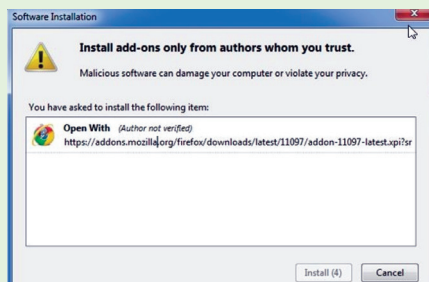 Software Installation
Install add-ons only from authors whom you trust.
Malicious software can damage your computer or violate your privacy.
You have asked to install the following item:
Open With (Author not verified)
https://addons.mozilla.org/firefox/downloads/latest/11097/addon-11097-latest.xpi?sr
Install (4)
Cancel